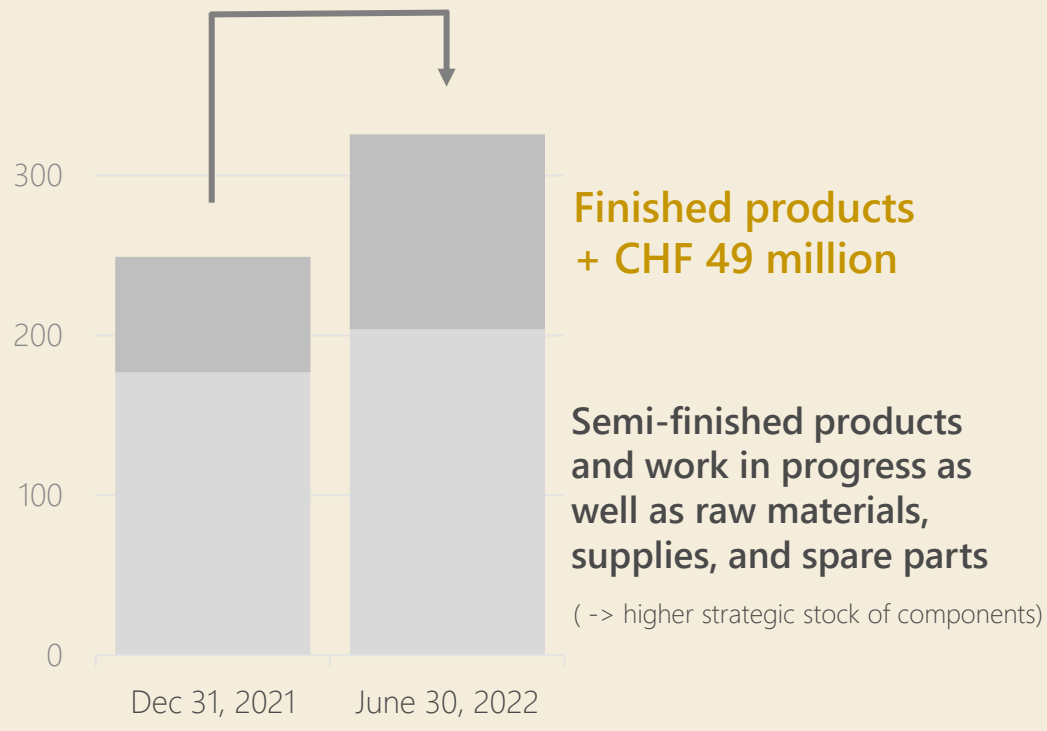 300
200
100
0
Dec 31, 2021
June 30, 2022
Finished products
+ CHF 49 million
Semi-finished products
and work in progress as
well as raw materials,
supplies, and spare parts
( -> higher strategic stock of components)